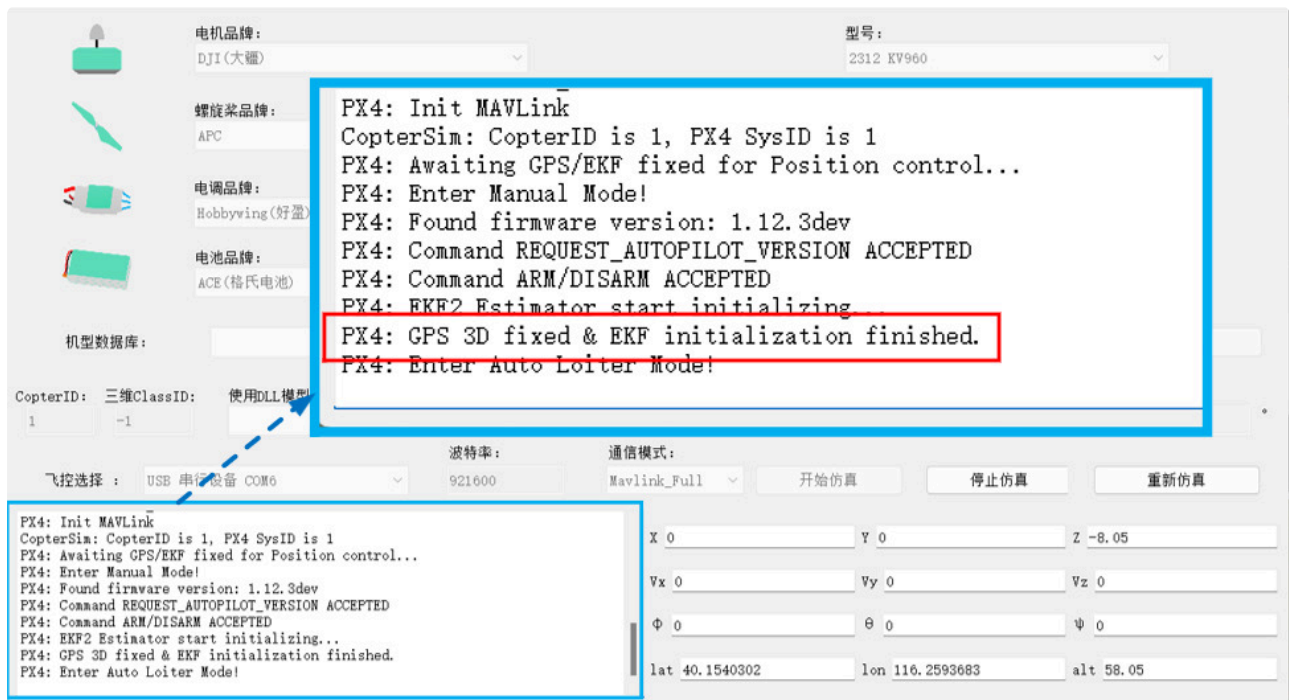 电机品牌：
型号：
DJI(大疆)
2312 KV960
螺旋桨品牌：
APC
电调品牌：
Hobbywing(好盈)
电池品牌：
ACE(格氏电池)
PX4: Init MAVLink
CopterSim: CopterID is 1, PX4 SysID is 1
PX4: Awaiting GPS/EKF fixed for Position control...
PX4: Enter Manual Mode!
PX4: Found firmware version: 1.12.3dev
PX4: Command REQUEST_AUTOPILOT_VERSION ACCEPTED
PX4: Command ARM/DISARM ACCEPTED
PX4: EKF2 Estimator start initializing...
PX4: GPS 3D fixed & EKF initialization finished.
PX4: Enter Auto Loiter Mode!
机型数据库：
CopterID: 三维ClassID: 使用DLL模型
1 -1 °
波特率： 通信模式：
飞控选择 ： USB 串行设备 COM6 921600 Mavlink_Full 开始仿真 停止仿真 重新仿真
PX4: Init MAVLink
CopterSim: CopterID is 1, PX4 SysID is 1
PX4: Awaiting GPS/EKF fixed for Position control...
PX4: Enter Manual Mode!
PX4: Found firmware version: 1.12.3dev
PX4: Command REQUEST_AUTOPILOT_VERSION ACCEPTED
PX4: Command ARM/DISARM ACCEPTED
PX4: EKF2 Estimator start initializing...
PX4: GPS 3D fixed & EKF initialization finished.
PX4: Enter Auto Loiter Mode!
X 0 Y 0 Z -8.05
Vx 0 Vy 0 Vz 0
Φ 0 θ 0 ψ 0
lat 40.1540302 lon 116.2593683 alt 58.05